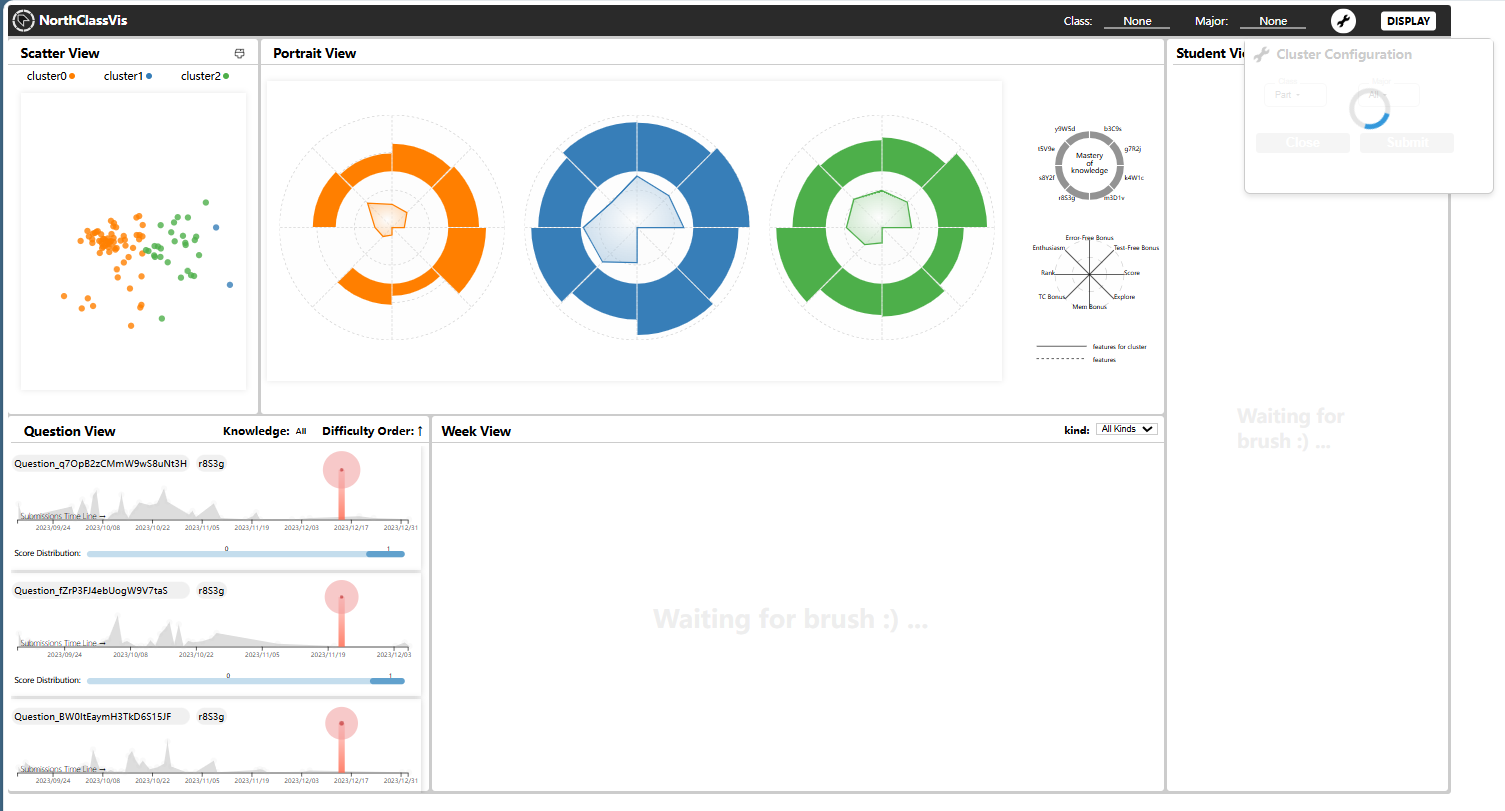 NorthClassVis
Class: None Major: None DISPLAY
Scatter View
cluster0 cluster1 cluster2
Portrait View
y9W5d b3C9s
t5V9e g7R2j
Mastery
of
knowledge
s8Y2f k4W1c
r8S3g m3D1v
Error-Free Bonus
Enthusiasm Test-Free Bonus
Rank Score
TC Bonus Explore
Mem Bonus
features for cluster
features
Student Vie
Cluster Configuration
Class Major
Part All
Close Submit
Waiting for
brush :) ...
Question View Knowledge: All Difficulty Order: ↑
Question_q7OpB2zCMmW9wS8uNt3H r8S3g
Submissions Time Line →
2023/09/24 2023/10/08 2023/10/22 2023/11/05 2023/11/19 2023/12/03 2023/12/17 2023/12/31
Score Distribution: 0 1
Question_fZrP3FJ4ebUogW9V7taS r8S3g
Submissions Time Line →
2023/09/24 2023/10/08 2023/10/22 2023/11/05 2023/11/19 2023/12/03
Score Distribution: 0 1
Question_BW0ItEaymH3TkD6S15JF r8S3g
Submissions Time Line →
2023/09/24 2023/10/08 2023/10/22 2023/11/05 2023/11/19 2023/12/03 2023/12/17 2023/12/31
Week View kind: All Kinds
Waiting for brush :) ...